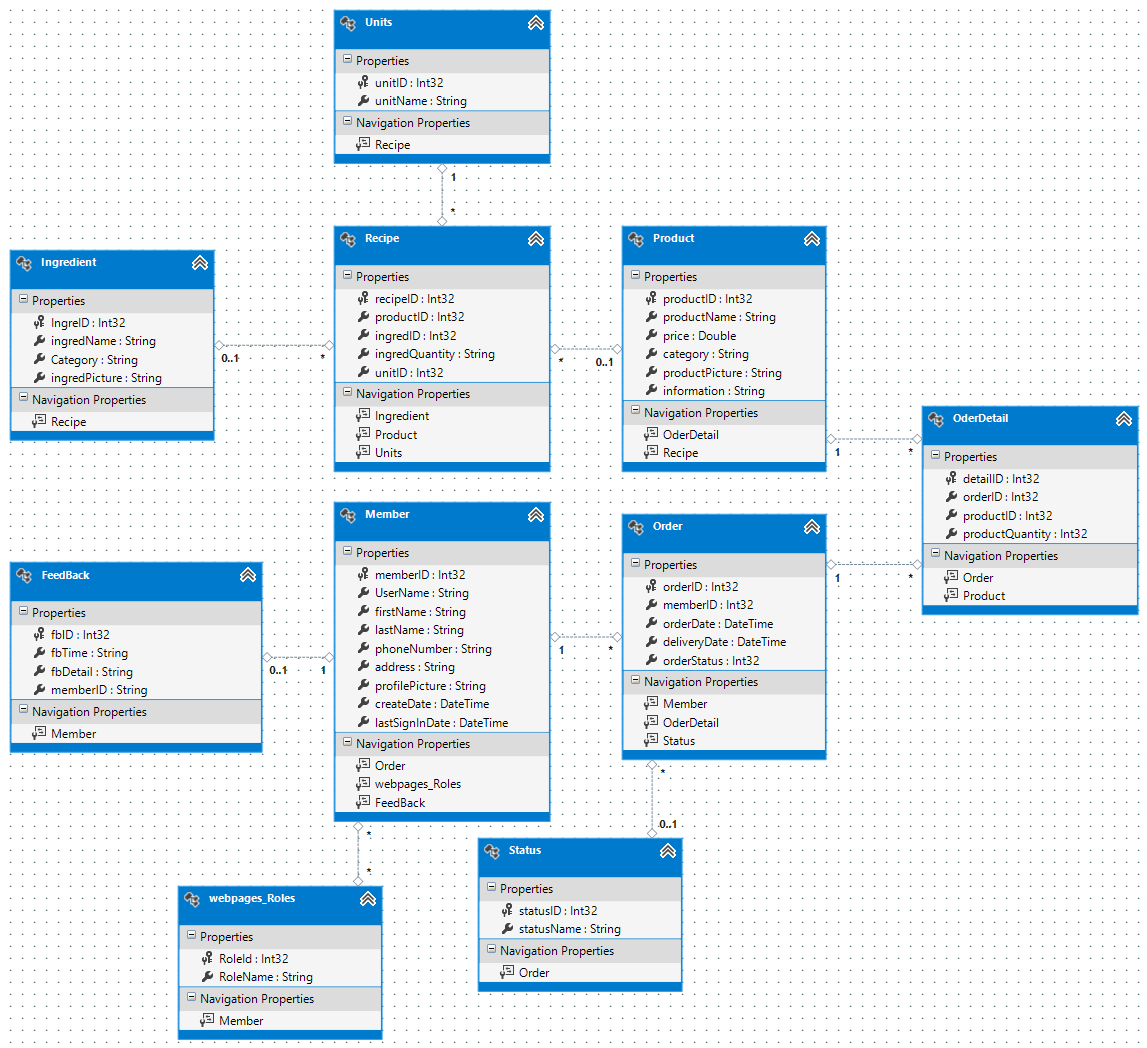 Units
Properties
unitID : Int32
unitName : String
Navigation Properties
Recipe
1
*
Ingredient
Properties
IngreID : Int32
ingredName : String
Category : String
ingredPicture : String
Navigation Properties
Recipe
0..1
*
Recipe
Properties
recipeID : Int32
productID : Int32
ingredID : Int32
ingredQuantity : String
unitID : Int32
Navigation Properties
Ingredient
Product
Units
*
0..1
Product
Properties
productID : Int32
productName : String
price : Double
category : String
productPicture : String
information : String
Navigation Properties
OderDetail
Recipe
1
*
OderDetail
Properties
detailID : Int32
orderID : Int32
productID : Int32
productQuantity : Int32
Navigation Properties
Order
Product
FeedBack
Properties
fbID : Int32
fbTime : String
fbDetail : String
memberID : String
Navigation Properties
Member
0..1
1
Member
Properties
memberID : Int32
UserName : String
firstName : String
lastName : String
phoneNumber : String
address : String
profilePicture : String
createDate : DateTime
lastSignInDate : DateTime
Navigation Properties
Order
webpages_Roles
FeedBack
1
*
Order
Properties
orderID : Int32
memberID : Int32
orderDate : DateTime
deliveryDate : DateTime
orderStatus : Int32
Navigation Properties
Member
OderDetail
Status
1
*
*
0..1
*
*
webpages_Roles
Properties
RoleId : Int32
RoleName : String
Navigation Properties
Member
Status
Properties
statusID : Int32
statusName : String
Navigation Properties
Order